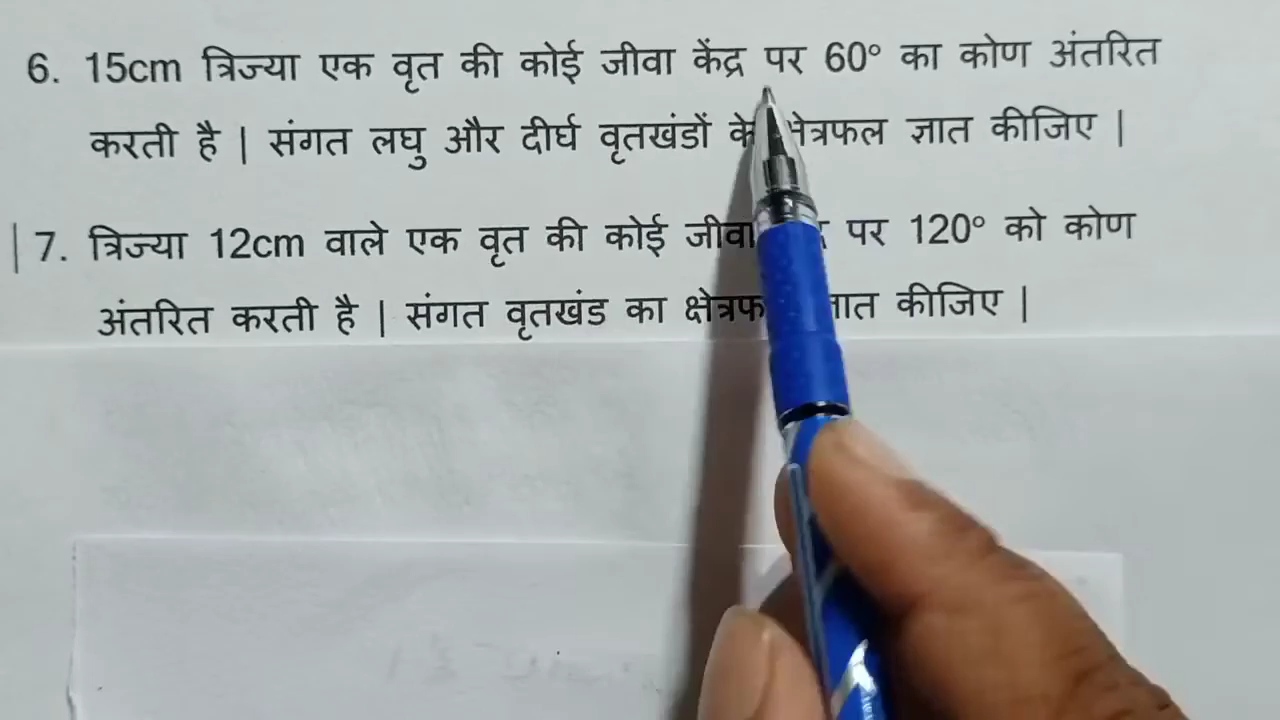 6. 15cm त्रिज्या एक वृत की कोई जीवा केंद्र पर 60° का कोण अंतरित
करती है | संगत लघु और दीर्घ वृतखंडों के क्षेत्रफल ज्ञात कीजिए |
7. त्रिज्या 12cm वाले एक वृत की कोई जीवा पर 120° को कोण
अंतरित करती है | संगत वृतखंड का कीजिए |